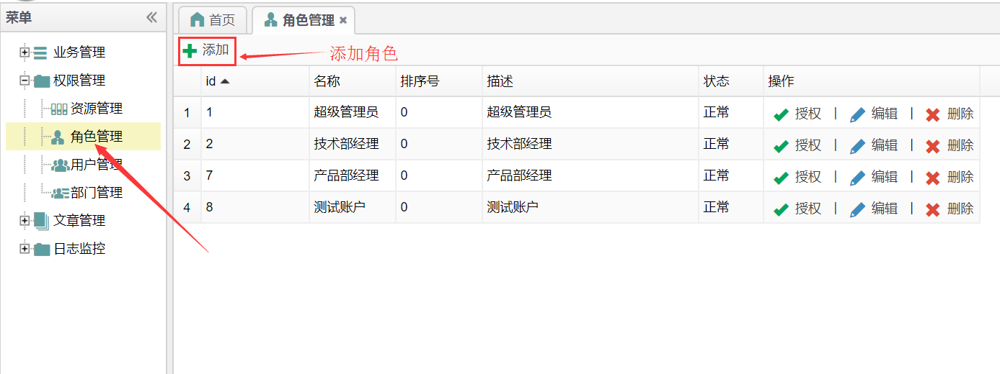 菜单
首页
角色管理
添加
添加角色
业务管理
权限管理
资源管理
角色管理
用户管理
部门管理
文章管理
日志监控
id 名称 排序号 描述 状态 操作
1 1 超级管理员 0 超级管理员 正常 授权 | 编辑 | 删除
2 2 技术部经理 0 技术部经理 正常 授权 | 编辑 | 删除
3 7 产品部经理 0 产品部经理 正常 授权 | 编辑 | 删除
4 8 测试账户 0 测试账户 正常 授权 | 编辑 | 删除